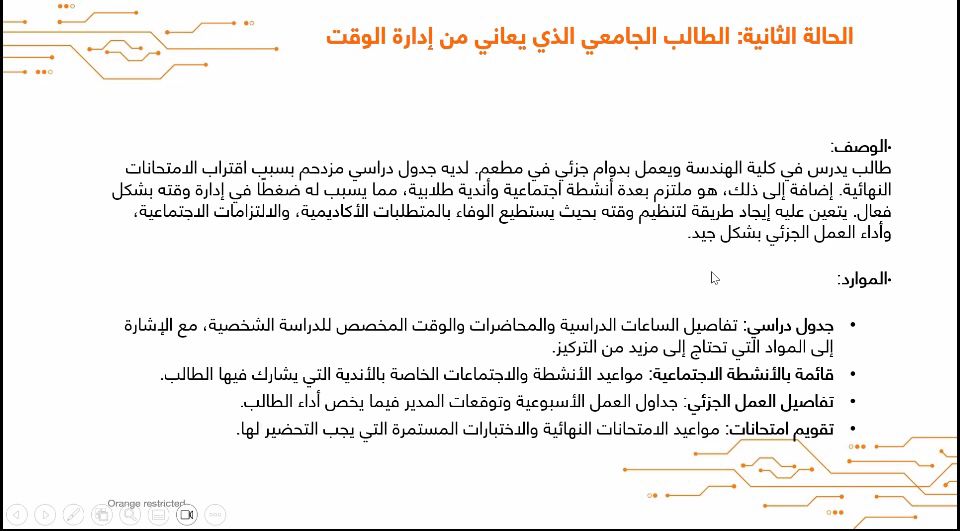 الحالة الثانية: الطالب الجامعي الذي يعاني من إدارة الوقت
•الوصف:
طالب يدرس في كلية الهندسة ويعمل بدوام جزئي في مطعم. لديه جدول دراسي مزدحم بسبب اقتراب الامتحانات
النهائية. إضافة إلى ذلك، هو ملتزم بعدة أنشطة اجتماعية وأندية طلابية، مما يسبب له ضغطًا في إدارة وقته بشكل
فعال. يتعين عليه إيجاد طريقة لتنظيم وقته بحيث يستطيع الوفاء بالمتطلبات الأكاديمية، والالتزامات الاجتماعية،
وأداء العمل الجزئي بشكل جيد.
•الموارد:
• جدول دراسي: تفاصيل الساعات الدراسية والمحاضرات والوقت المخصص للدراسة الشخصية، مع الإشارة
إلى المواد التي تحتاج إلى مزيد من التركيز.
• قائمة بالأنشطة الاجتماعية: مواعيد الأنشطة والاجتماعات الخاصة بالأندية التي يشارك فيها الطالب.
• تفاصيل العمل الجزئي: جداول العمل الأسبوعية وتوقعات المدير فيما يخص أداء الطالب.
• تقويم امتحانات: مواعيد الامتحانات النهائية والاختبارات المستمرة التي يجب التحضير لها.
Orange restricted